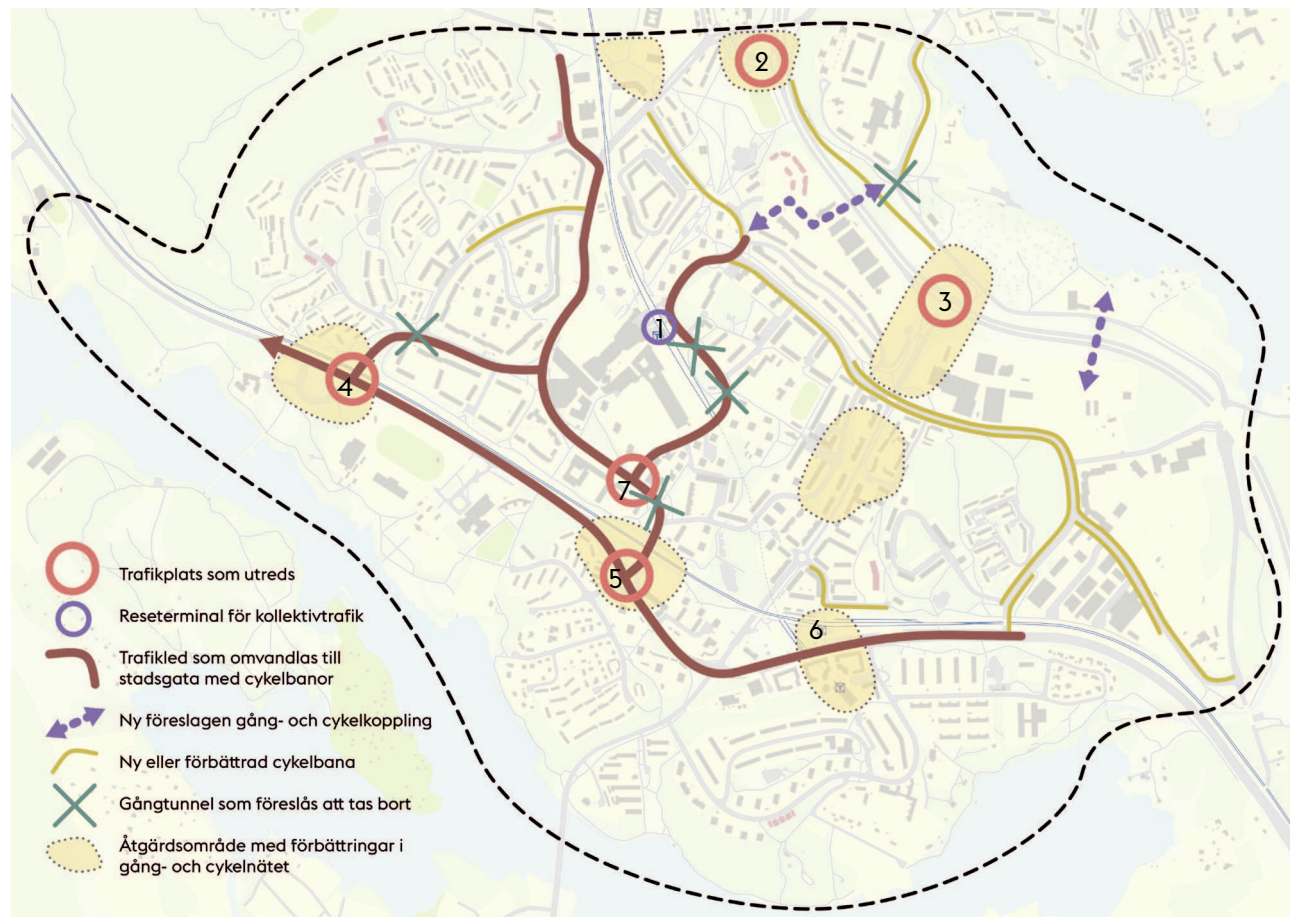 2
3
1
4
7
5
6
Trafikplats som utreds
Reseterminal för kollektivtrafik
Trafikled som omvandlas till
stadsgata med cykelbanor
Ny föreslagen gång- och cykelkoppling
Ny eller förbättrad cykelbana
Gångtunnel som föreslås att tas bort
Åtgärdsområde med förbättringar i
gång- och cykelnätet